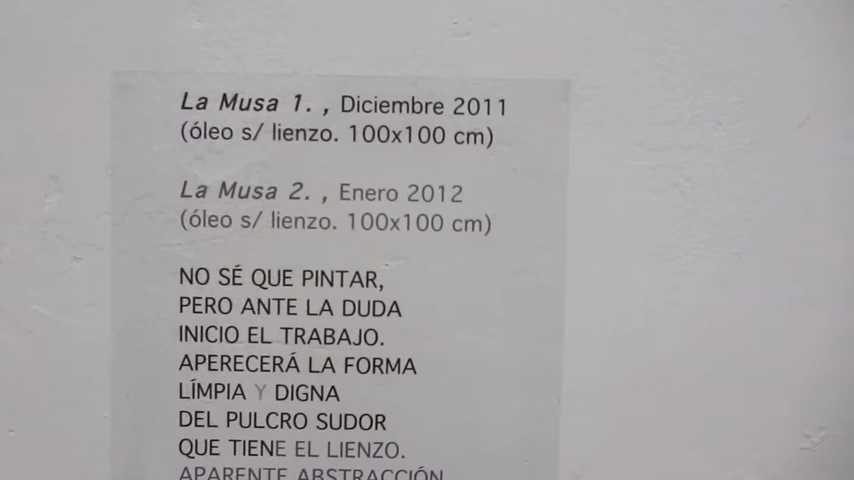 La Musa 1. , Diciembre 2011
(óleo s/ lienzo. 100x100 cm)
La Musa 2. , Enero 2012
(óleo s/ lienzo. 100x100 cm)
NO SÉ QUE PINTAR,
PERO ANTE LA DUDA
INICIO EL TRABAJO.
APERECERÁ LA FORMA
LÍMPIA Y DIGNA
DEL PULCRO SUDOR
QUE TIENE EL LIENZO.
APARENTE ABSTRACCIÓN